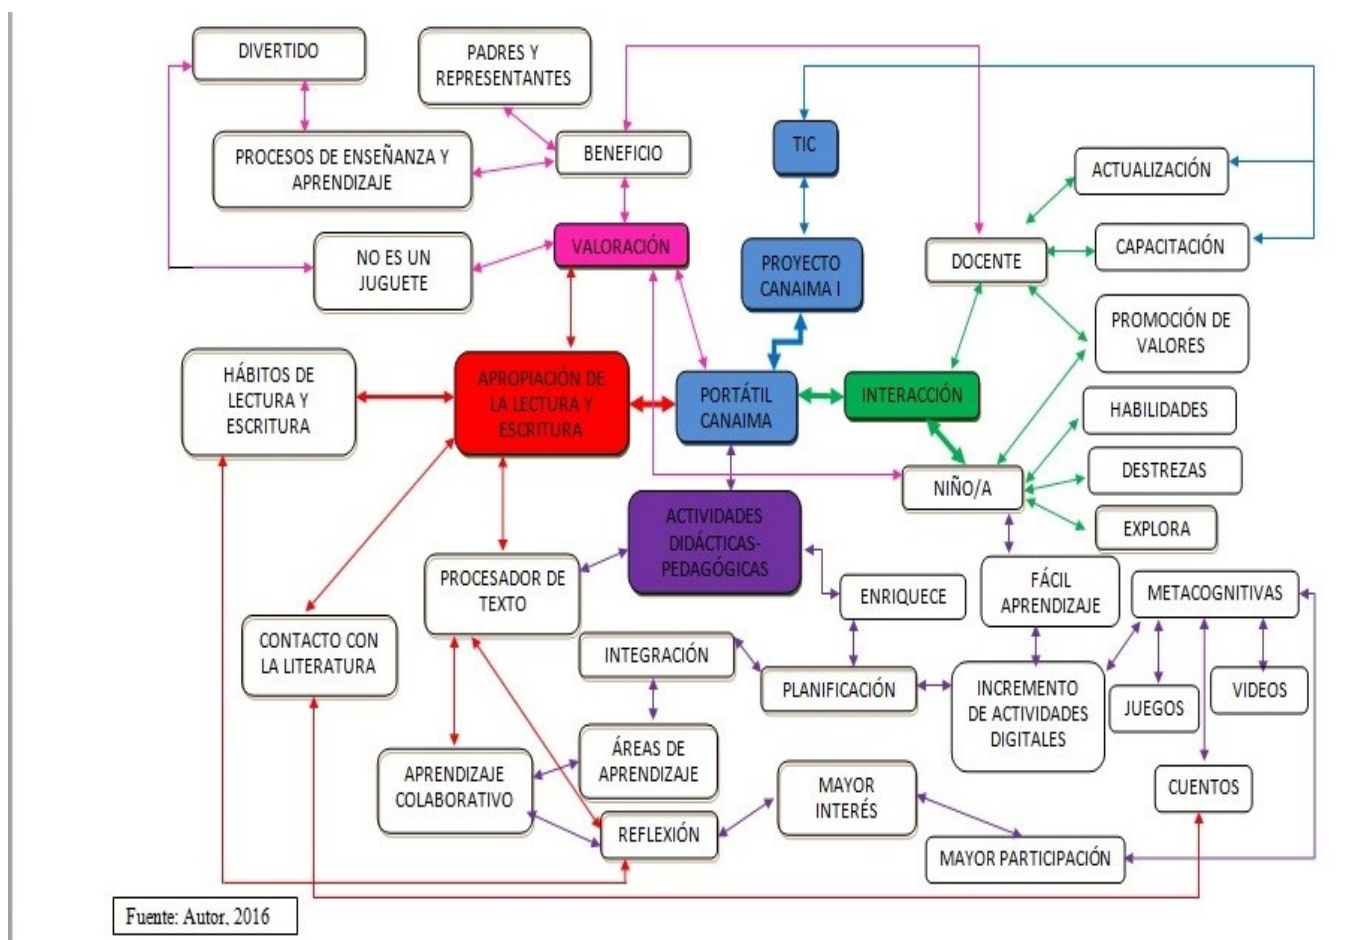 DIVERTIDO
PADRES Y
REPRESENTANTES
PROCESOS DE ENSEÑANZA Y
APRENDIZAJE
BENEFICIO
TIC
ACTUALIZACIÓN
NO ES UN
JUGUETE
VALORACIÓN
PROYECTO
CANAIMA I
DOCENTE
CAPACITACIÓN
PROMOCIÓN DE
VALORES
HÁBITOS DE
LECTURA Y
ESCRITURA
APROPIACIÓN DE
LA LECTURA Y
ESCRITURA
PORTÁTIL
CANAIMA
INTERACCIÓN
HABILIDADES
DESTREZAS
NIÑO/A
EXPLORA
ACTIVIDADES
DIDÁCTICAS-
PEDAGÓGICAS
PROCESADOR DE
TEXTO
ENRIQUECE
FÁCIL
APRENDIZAJE
METACOGNITIVAS
CONTACTO CON
LA LITERATURA
INTEGRACIÓN
PLANIFICACIÓN
INCREMENTO
DE ACTIVIDADES
DIGITALES
JUEGOS
VIDEOS
APRENDIZAJE
COLABORATIVO
ÁREAS DE
APRENDIZAJE
MAYOR
INTERÉS
CUENTOS
REFLEXIÓN
MAYOR PARTICIPACIÓN
Fuente: Autor, 2016